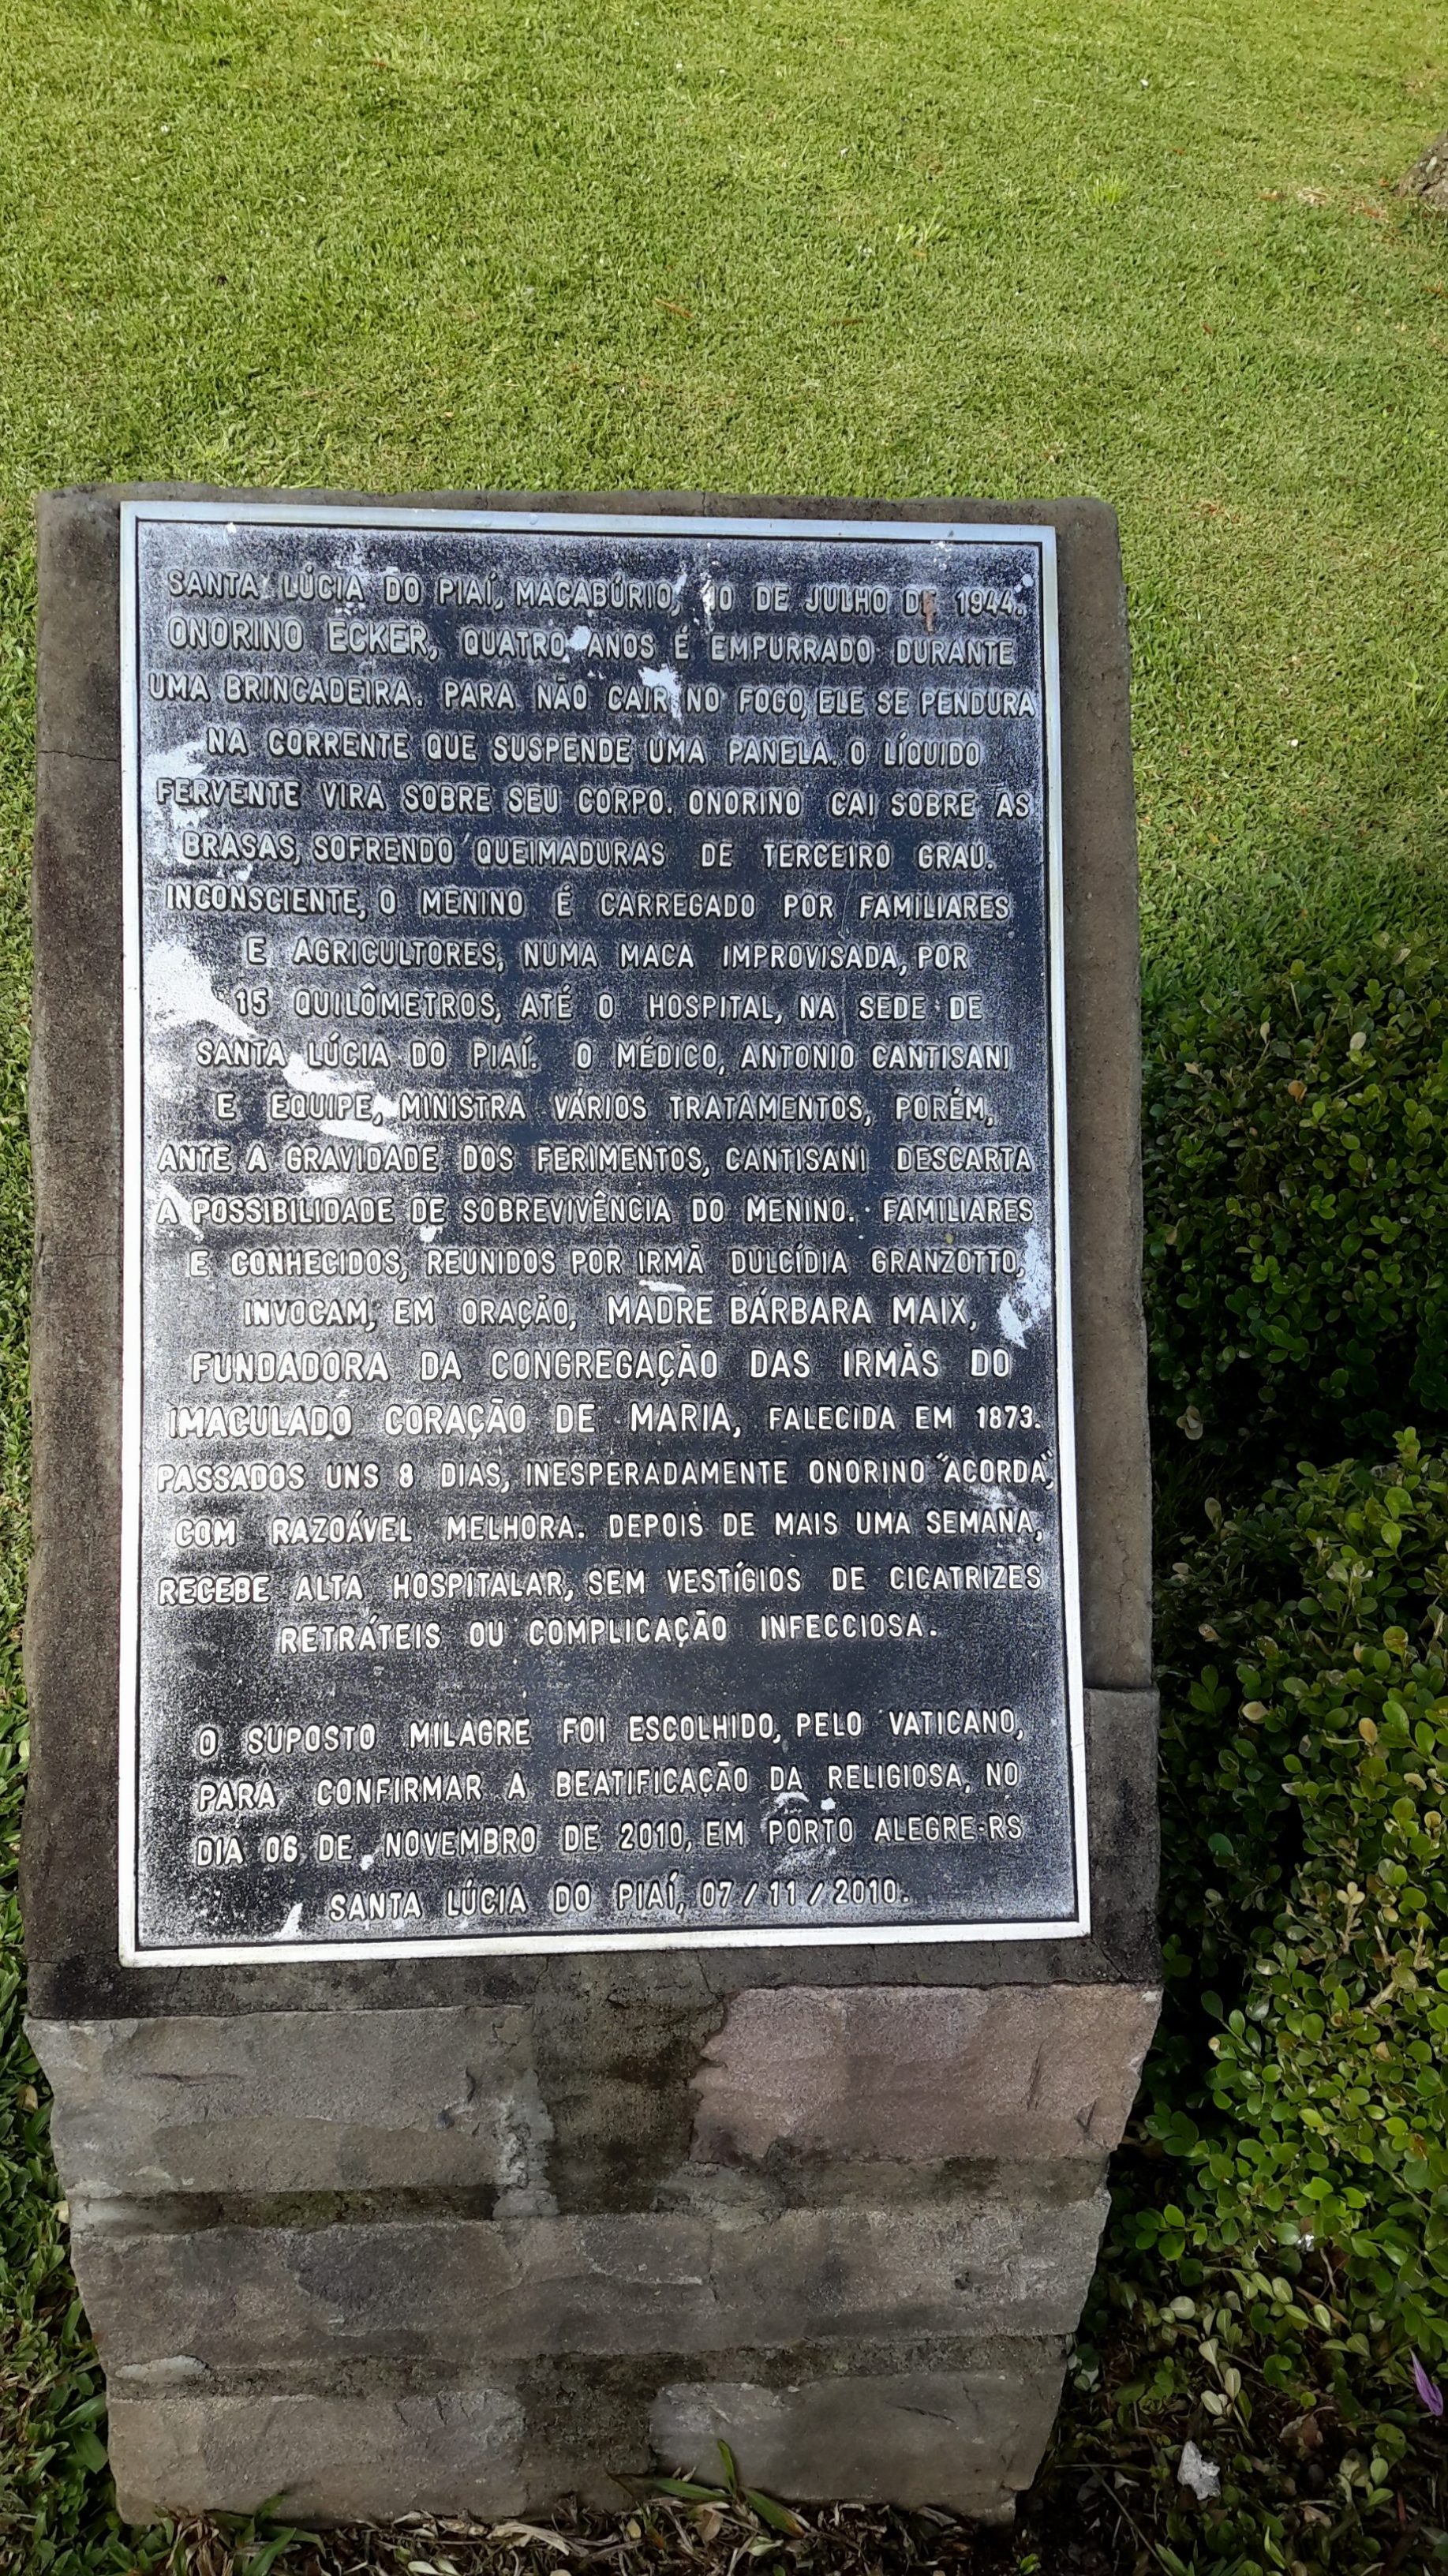 SANTA LÚCIA DO PIAÍ, MACABÚRIO, 10 DE JULHO DE 1944.
ONORINO ECKER, QUATRO ANOS É EMPURRADO DURANTE
UMA BRINCADEIRA. PARA NÃO CAIR NO FOGO, ELE SE PENDURA
NA CORRENTE QUE SUSPENDE UMA PANELA. O LÍQUIDO
FERVENTE VIRA SOBRE SEU CORPO. ONORINO CAI SOBRE AS
BRASAS, SOFRENDO QUEIMADURAS DE TERCEIRO GRAU.
INCONSCIENTE, O MENINO É CARREGADO POR FAMILIARES
E AGRICULTORES, NUMA MACA IMPROVISADA, POR
15 QUILÔMETROS, ATÉ O HOSPITAL, NA SEDE DE
SANTA LÚCIA DO PIAÍ. O MÉDICO, ANTONIO CANTISANI
E EQUIPE, MINISTRA VÁRIOS TRATAMENTOS, PORÉM,
ANTE A GRAVIDADE DOS FERIMENTOS, CANTISANI DESCARTA
A POSSIBILIDADE DE SOBREVIVÊNCIA DO MENINO. FAMILIARES
E CONHECIDOS, REUNIDOS POR IRMÃ DULCÍDIA GRANZOTTO,
INVOCAM, EM ORAÇÃO, MADRE BÁRBARA MAIX,
FUNDADORA DA CONGREGAÇÃO DAS IRMÃS DO
IMACULADO CORAÇÃO DE MARIA, FALECIDA EM 1873.
PASSADOS UNS 8 DIAS, INESPERADAMENTE ONORINO "ACORDA",
COM RAZOÁVEL MELHORA. DEPOIS DE MAIS UMA SEMANA,
RECEBE ALTA HOSPITALAR, SEM VESTÍGIOS DE CICATRIZES
RETRÁTEIS OU COMPLICAÇÃO INFECCIOSA.
O SUPOSTO MILAGRE FOI ESCOLHIDO, PELO VATICANO,
PARA CONFIRMAR A BEATIFICAÇÃO DA RELIGIOSA, NO
DIA 06 DE NOVEMBRO DE 2010, EM PORTO ALEGRE-RS
SANTA LÚCIA DO PIAÍ, 07/11/2010.